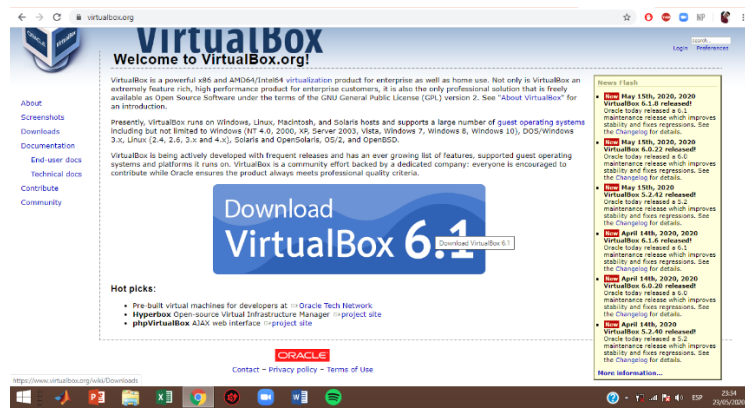 virtualbox.org
NP
VirtualBox
search...
Login Preferences
Welcome to VirtualBox.org!
VirtualBox is a powerful x86 and AMD64/Intel64 virtualization product for enterprise as well as home use. Not only is VirtualBox an
extremely feature rich, high performance product for enterprise customers, it is also the only professional solution that is freely
available as Open Source Software under the terms of the GNU General Public License (GPL) version 2. See "About VirtualBox" for
an introduction.
Presently, VirtualBox runs on Windows, Linux, Macintosh, and Solaris hosts and supports a large number of guest operating systems
including but not limited to Windows (NT 4.0, 2000, XP, Server 2003, Vista, Windows 7, Windows 8, Windows 10), DOS/Windows
3.x, Linux (2.4, 2.6, 3.x and 4.x), Solaris and OpenSolaris, OS/2, and OpenBSD.
VirtualBox is being actively developed with frequent releases and has an ever growing list of features, supported guest operating
systems and platforms it runs on. VirtualBox is a community effort backed by a dedicated company: everyone is encouraged to
contribute while Oracle ensures the product always meets professional quality criteria.
About
Screenshots
Downloads
Documentation
End-user docs
Technical docs
Contribute
Community
Download
VirtualBox 6.1
Download VirtualBox 6.1
Hot picks:
Pre-built virtual machines for developers at Oracle Tech Network
Hyperbox Open-source Virtual Infrastructure Manager project site
phpVirtualBox AJAX web interface project site
ORACLE
Contact – Privacy policy – Terms of Use
News Flash
New May 15th, 2020, 2020
VirtualBox 6.1.8 released!
Oracle today released a 6.1
maintenance release which improves
stability and fixes regressions. See
the Changelog for details.
New May 15th, 2020
VirtualBox 6.0.22 released!
Oracle today released a 6.0
maintenance release which improves
stability and fixes regressions. See
the Changelog for details.
New May 15th, 2020
VirtualBox 5.2.42 released!
Oracle today released a 5.2
maintenance release which improves
stability and fixes regressions. See
the Changelog for details.
New April 14th, 2020
VirtualBox 6.1.6 released!
Oracle today released a 6.1
maintenance release which improves
stability and fixes regressions. See
the Changelog for details.
New April 14th, 2020, 2020
VirtualBox 6.0.20 released!
Oracle today released a 6.0
maintenance release which improves
stability and fixes regressions. See
the Changelog for details.
New April 14th, 2020
VirtualBox 5.2.40 released!
Oracle today released a 5.2
maintenance release which improves
stability and fixes regressions. See
the Changelog for details.
More information...
https://www.virtualbox.org/wiki/Downloads
ESP
23:34
23/05/2020